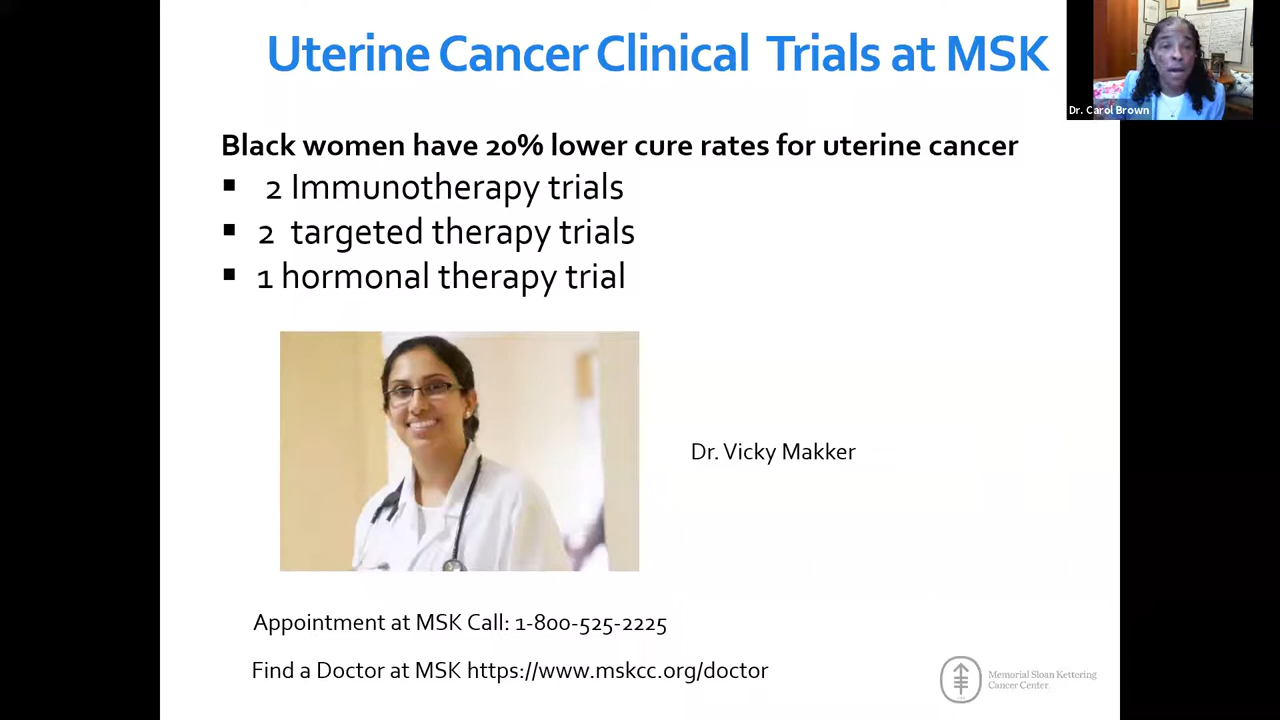 Uterine Cancer Clinical Trials at MSK
Dr. Carol Brown
Black women have 20% lower cure rates for uterine cancer
▪ 2 Immunotherapy trials
▪ 2 targeted therapy trials
▪ 1 hormonal therapy trial
Dr. Vicky Makker
Appointment at MSK Call: 1-800-525-2225
Find a Doctor at MSK https://www.mskcc.org/doctor
Memorial Sloan Kettering
Cancer Center